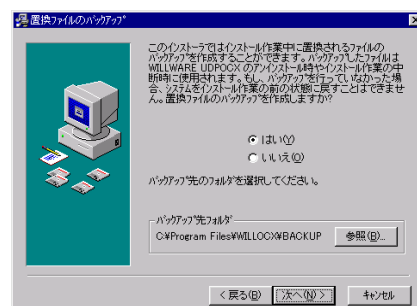 置換ファイルのバックアップ
このインストーラではインストール作業中に置換されるファイルの
バックアップを作成することができます。バックアップしたファイルは
WILLWARE UDPOCX のアンインストール時やインストール作業の中
断時に使用されます。もし、バックアップを行っていなかった場
合、システムをインストール作業の前の状態に戻すことはできませ
ん。置換ファイルのバックアップを作成しますか?
はい(Y)
いいえ(O)
バックアップ先のフォルダを選択してください。
バックアップ先フォルダ
C:¥Program Files¥WILLOCX¥BACKUP 参照(R)...
< 戻る(B) 次へ(N) > キャンセル